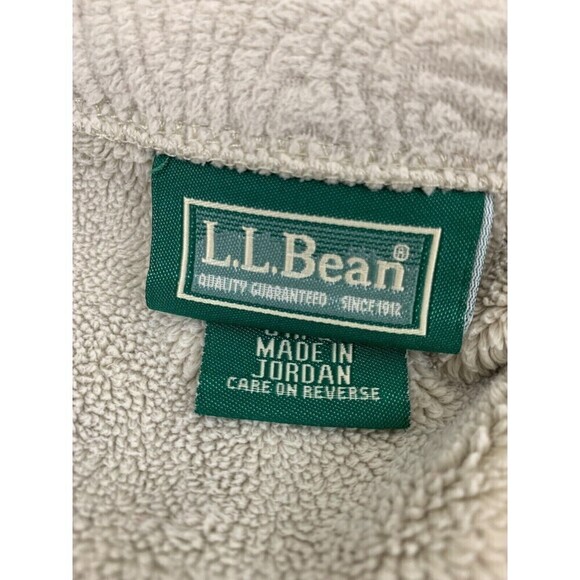 L.L.Bean®
QUALITY GUARANTEED SINCE 1912
MADE IN
JORDAN
CARE ON REVERSE